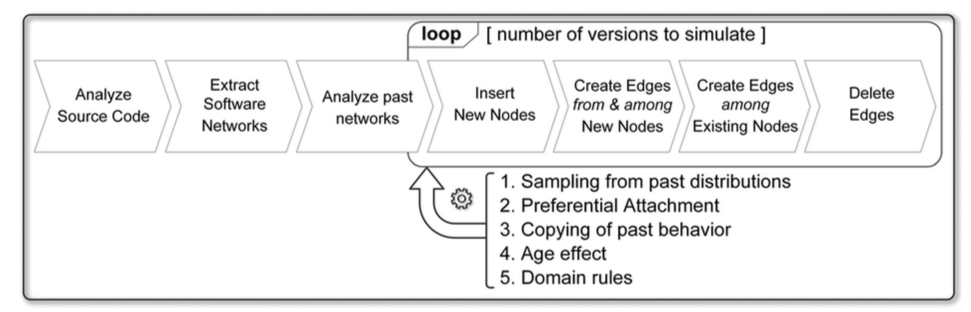 loop [ number of versions to simulate ]
Analyze
Source Code
Extract
Software
Networks
Analyze past
networks
Insert
New Nodes
Create Edges
from & among
New Nodes
Create Edges
among
Existing Nodes
Delete
Edges
1. Sampling from past distributions
2. Preferential Attachment
3. Copying of past behavior
4. Age effect
5. Domain rules